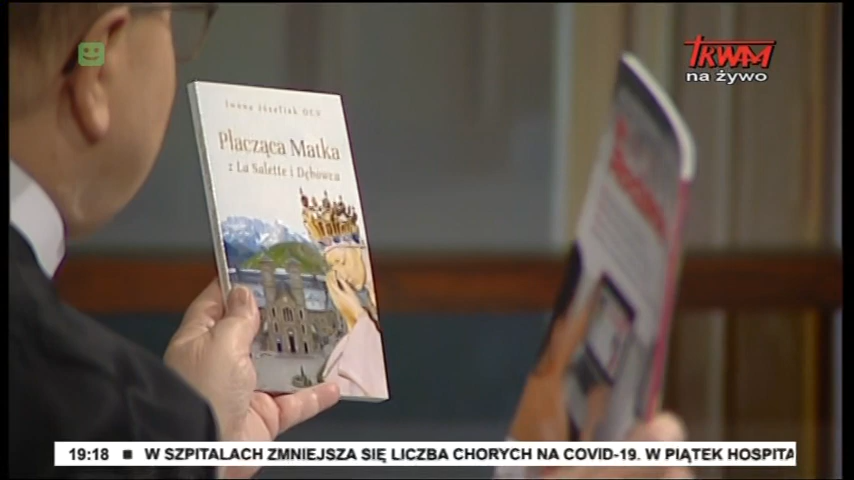 TRWAM
na żywo
Iwona Józefiak OCV
Płacząca Matka
z La Salette i Dębowca
19:18 ■ W SZPITALACH ZMNIEJSZA SIĘ LICZBA CHORYCH NA COVID-19. W PIĄTEK HOSPITA